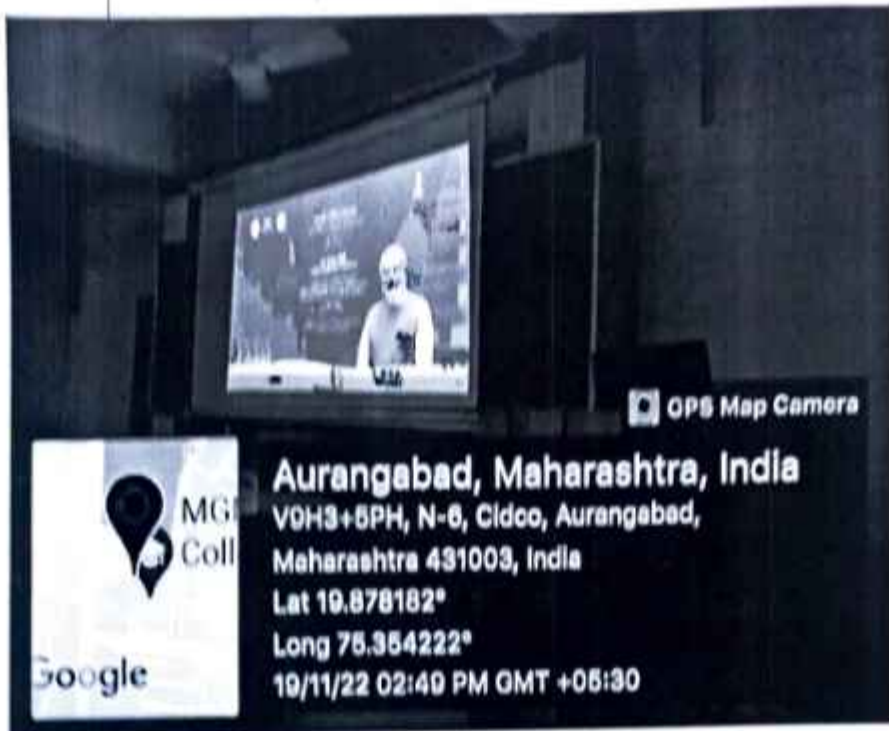 GPS Map Camera
Aurangabad, Maharashtra, India
V9H3+5PH, N-6, Cidco, Aurangabad,
Maharashtra 431003, India
Lat 19.878182°
Long 75.354222°
19/11/22 02:49 PM GMT +05:30
MG
Coll
Google